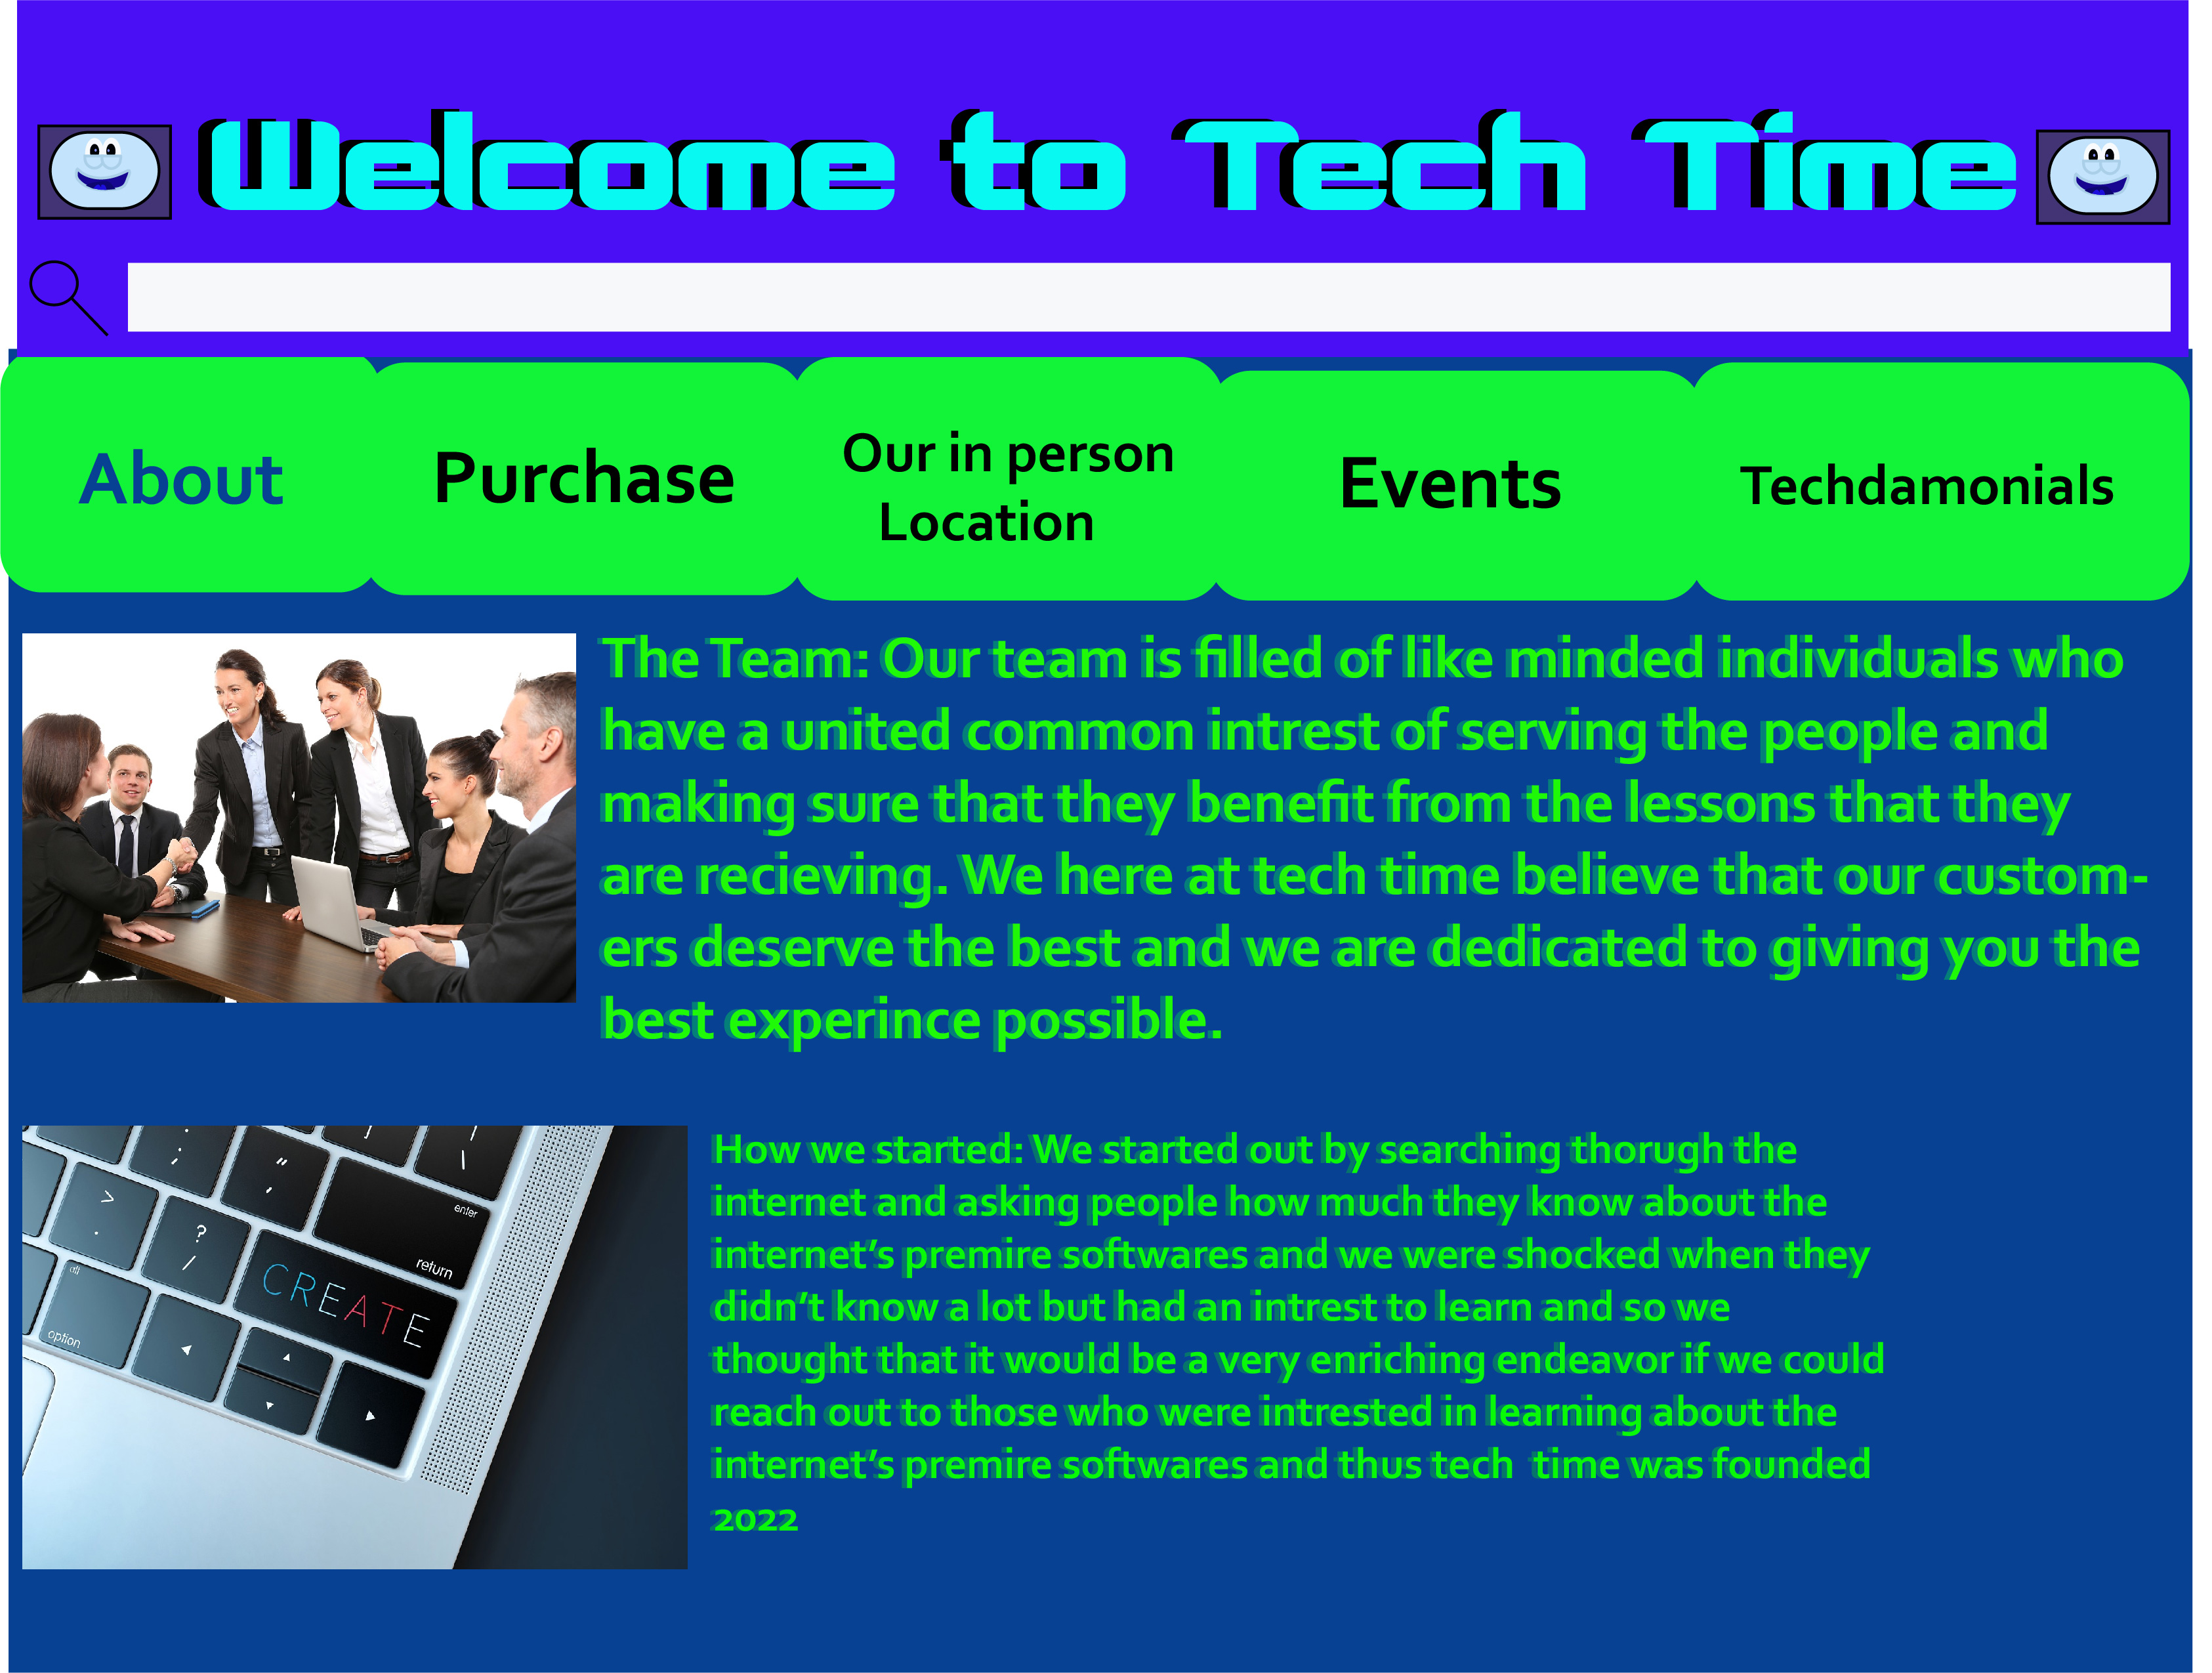 Welcome to Tech Time
About
Purchase
Our in person
Location
Events
Techdamonials
The Team: Our team is filled of like minded individuals who
have a united common intrest of serving the people and
making sure that they benefit from the lessons that they
are recieving. We here at tech time believe that our custom-
ers deserve the best and we are dedicated to giving you the
best experince possible.
How we started: We started out by searching thorugh the
internet and asking people how much they know about the
internet's premire softwares and we were shocked when they
didn't know a lot but had an intrest to learn and so we
thought that it would be a very enriching endeavor if we could
reach out to those who were intrested in learning about the
internet's premire softwares and thus tech  time was founded
2022
enter
return
CREATE
alt
option